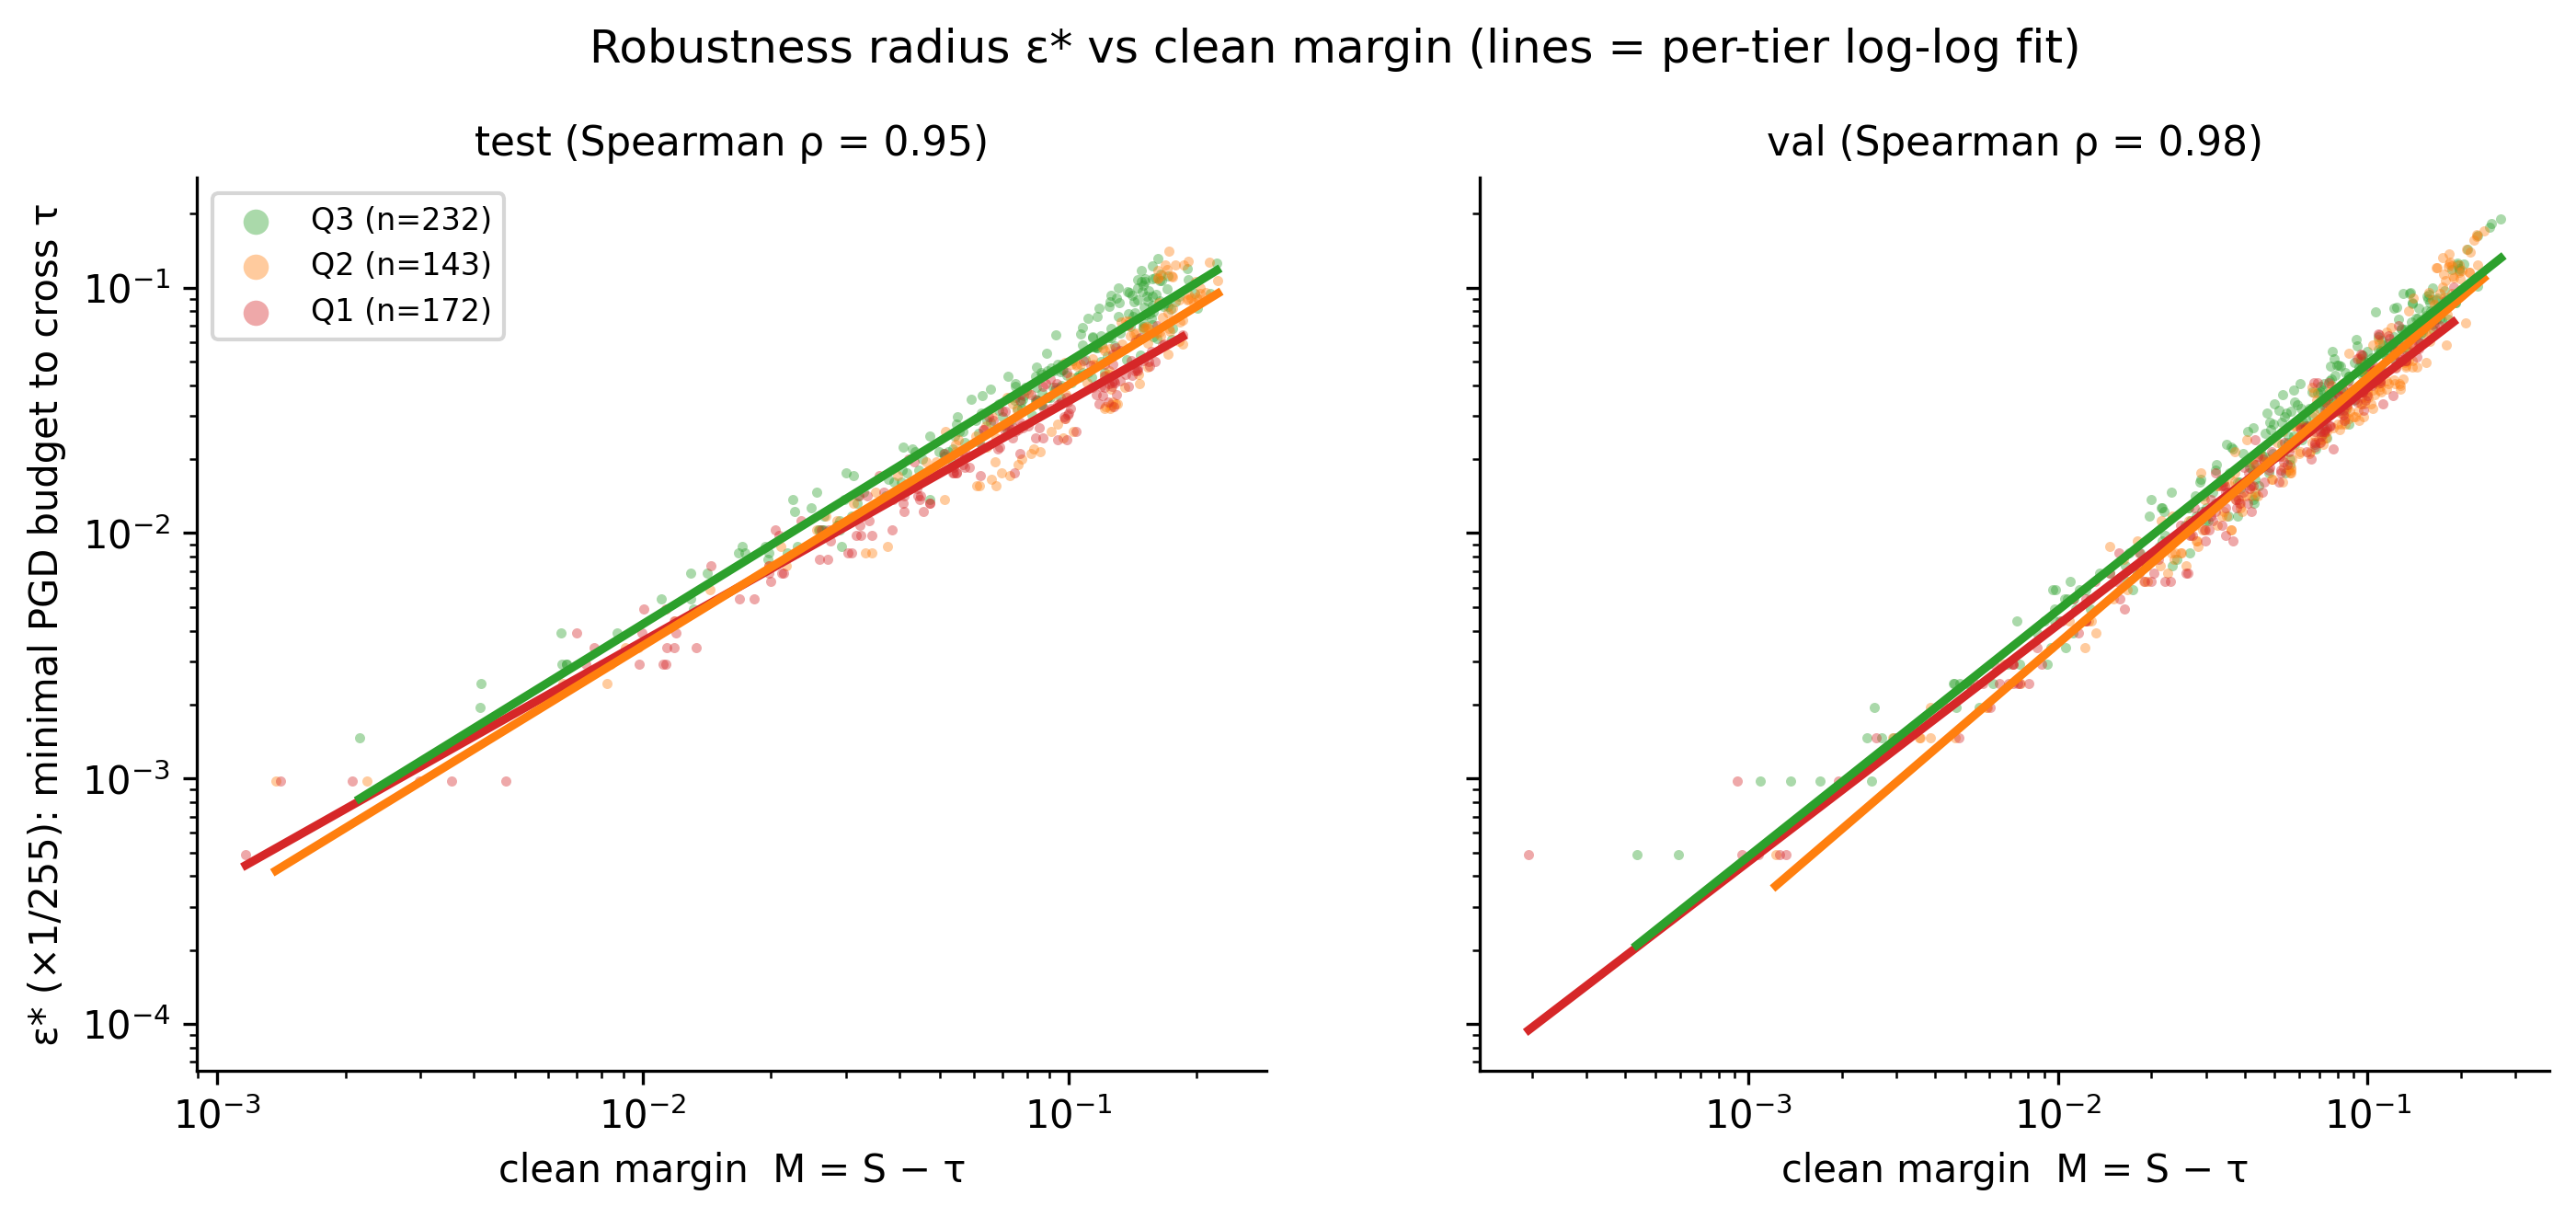 Robustness radius ε* vs clean margin (lines = per-tier log-log fit)
test (Spearman ρ = 0.95)
val (Spearman ρ = 0.98)
Q3 (n=232)
Q2 (n=143)
Q1 (n=172)
ε* (×1/255): minimal PGD budget to cross τ
10⁻¹
10⁻²
10⁻³
10⁻⁴
10⁻³ 10⁻² 10⁻¹
10⁻³ 10⁻² 10⁻¹
clean margin M = S − τ
clean margin M = S − τ